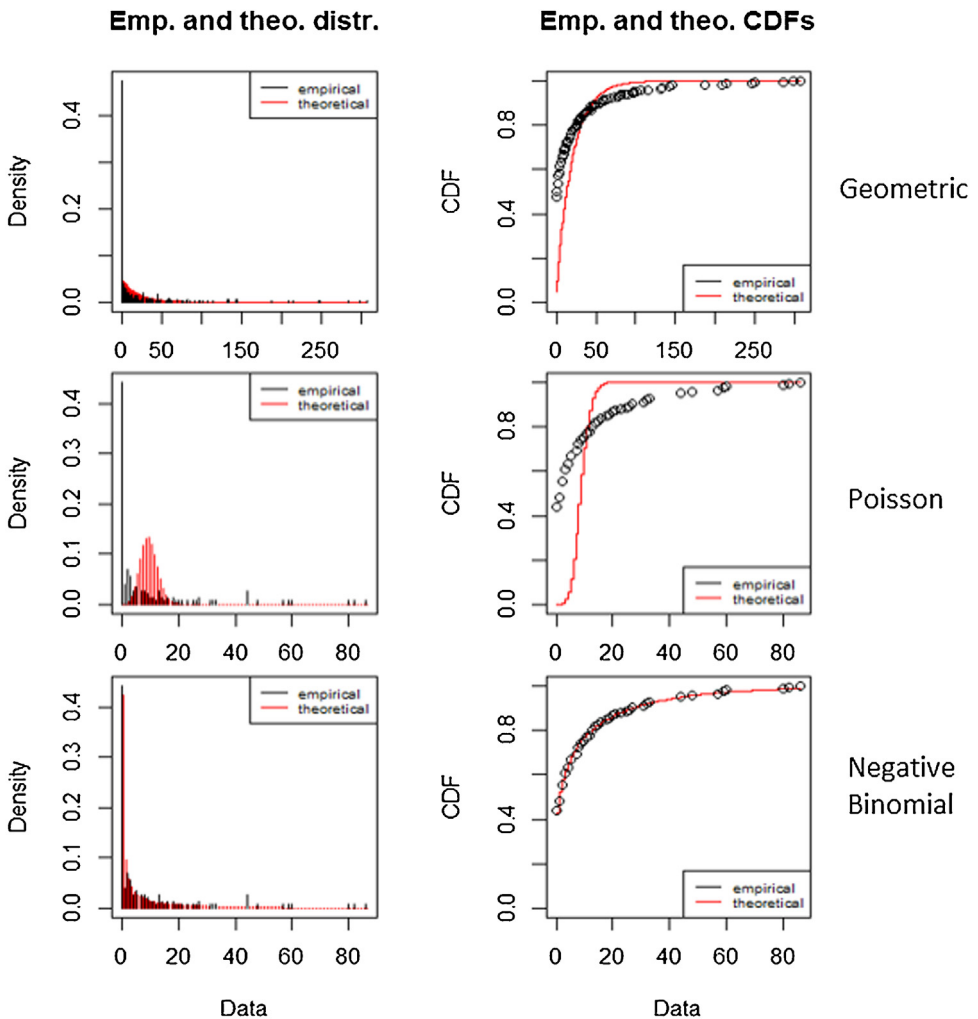 Emp. and theo. distr.
Emp. and theo. CDFs
Density
0.0 0.2 0.4
empirical
theoretical
0 50 150 250
CDF
0.0 0.4 0.8
empirical
theoretical
0 50 150 250
Geometric
Density
0.0 0.1 0.2 0.3 0.4
empirical
theoretical
0 20 40 60 80
CDF
0.0 0.4 0.8
empirical
theoretical
0 20 40 60 80
Poisson
Density
0.0 0.1 0.2 0.3 0.4
empirical
theoretical
0 20 40 60 80
Data
CDF
0.0 0.4 0.8
empirical
theoretical
0 20 40 60 80
Data
Negative
Binomial